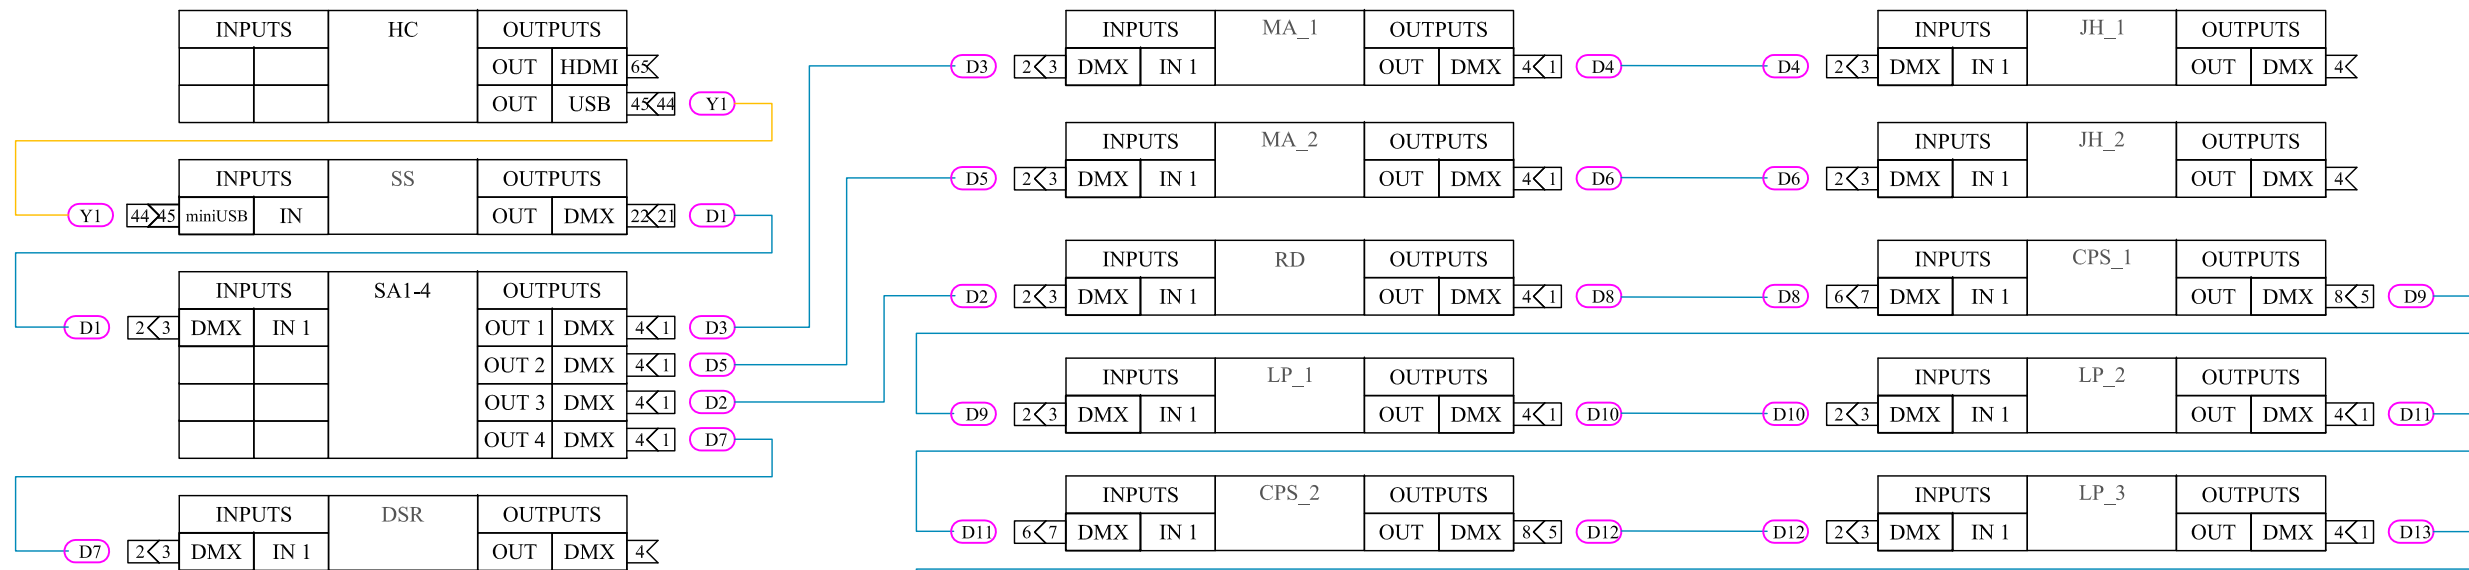 INPUTS HC OUTPUTS
OUT HDMI 65
OUT USB 45 44 Y1
INPUTS SS OUTPUTS
Y1 44 45 miniUSB IN OUT DMX 22 21 D1
INPUTS SA1-4 OUTPUTS
D1 2 3 DMX IN 1 OUT 1 DMX 4 1 D3
OUT 2 DMX 4 1 D5
OUT 3 DMX 4 1 D2
OUT 4 DMX 4 1 D7
INPUTS DSR OUTPUTS
D7 2 3 DMX IN 1 OUT DMX 4
INPUTS MA_1 OUTPUTS
D3 2 3 DMX IN 1 OUT DMX 4 1 D4
INPUTS JH_1 OUTPUTS
D4 2 3 DMX IN 1 OUT DMX 4
INPUTS MA_2 OUTPUTS
D5 2 3 DMX IN 1 OUT DMX 4 1 D6
INPUTS JH_2 OUTPUTS
D6 2 3 DMX IN 1 OUT DMX 4
INPUTS RD OUTPUTS
D2 2 3 DMX IN 1 OUT DMX 4 1 D8
INPUTS CPS_1 OUTPUTS
D8 6 7 DMX IN 1 OUT DMX 8 5 D9
INPUTS LP_1 OUTPUTS
D9 2 3 DMX IN 1 OUT DMX 4 1 D10
INPUTS LP_2 OUTPUTS
D10 2 3 DMX IN 1 OUT DMX 4 1 D11
INPUTS CPS_2 OUTPUTS
D11 6 7 DMX IN 1 OUT DMX 8 5 D12
INPUTS LP_3 OUTPUTS
D12 2 3 DMX IN 1 OUT DMX 4 1 D13